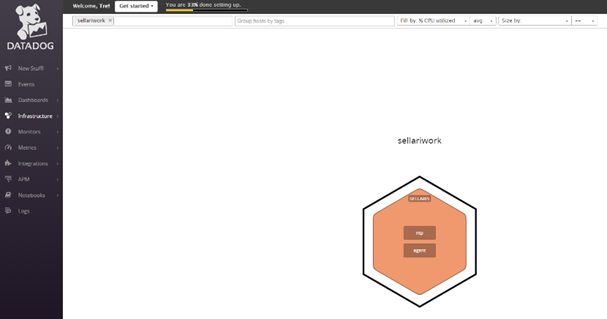 Welcome, Tref
Get started
You are 33% done setting up.
DATADOG
sellariwork ×
Group hosts by tags
Fill by: % CPU utilized
avg
Size by:
--
New Stuff!
Events
Dashboards
Infrastructure
Monitors
Metrics
Integrations
APM
Notebooks
Logs
sellariwork
ntp
agent